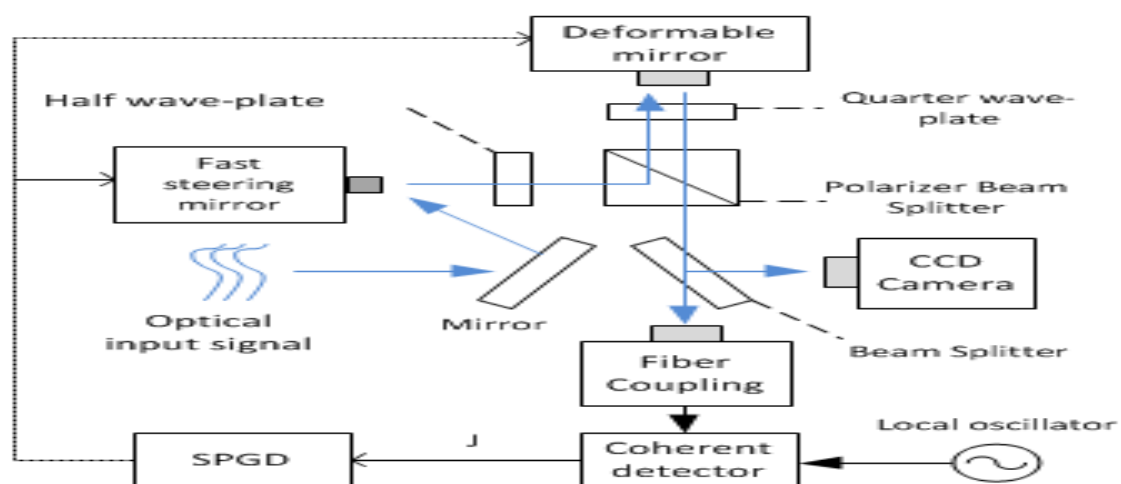 Deformable
mirror
Half wave-plate
Quarter wave-
plate
Fast
steering
mirror
Polarizer Beam
Splitter
CCD
Camera
Optical
input signal
Mirror
Beam Splitter
Fiber
Coupling
Local oscillator
J
SPGD
Coherent
detector